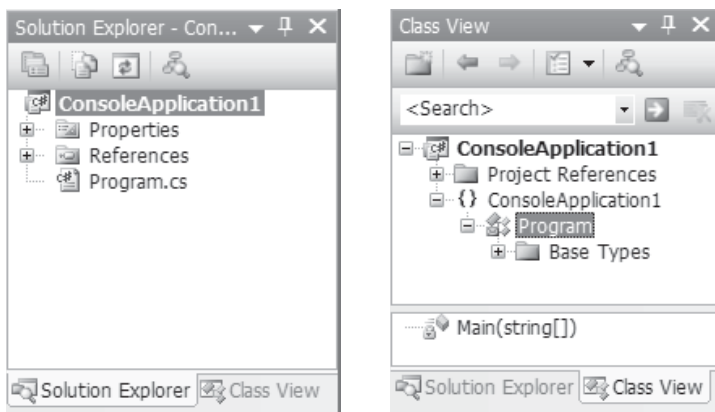 Solution Explorer - Con...
ConsoleApplication1
Properties
References
Program.cs
Solution Explorer
Class View
Class View
<Search>
ConsoleApplication1
Project References
{} ConsoleApplication1
Program
Base Types
Main(string[])
Solution Explorer
Class View